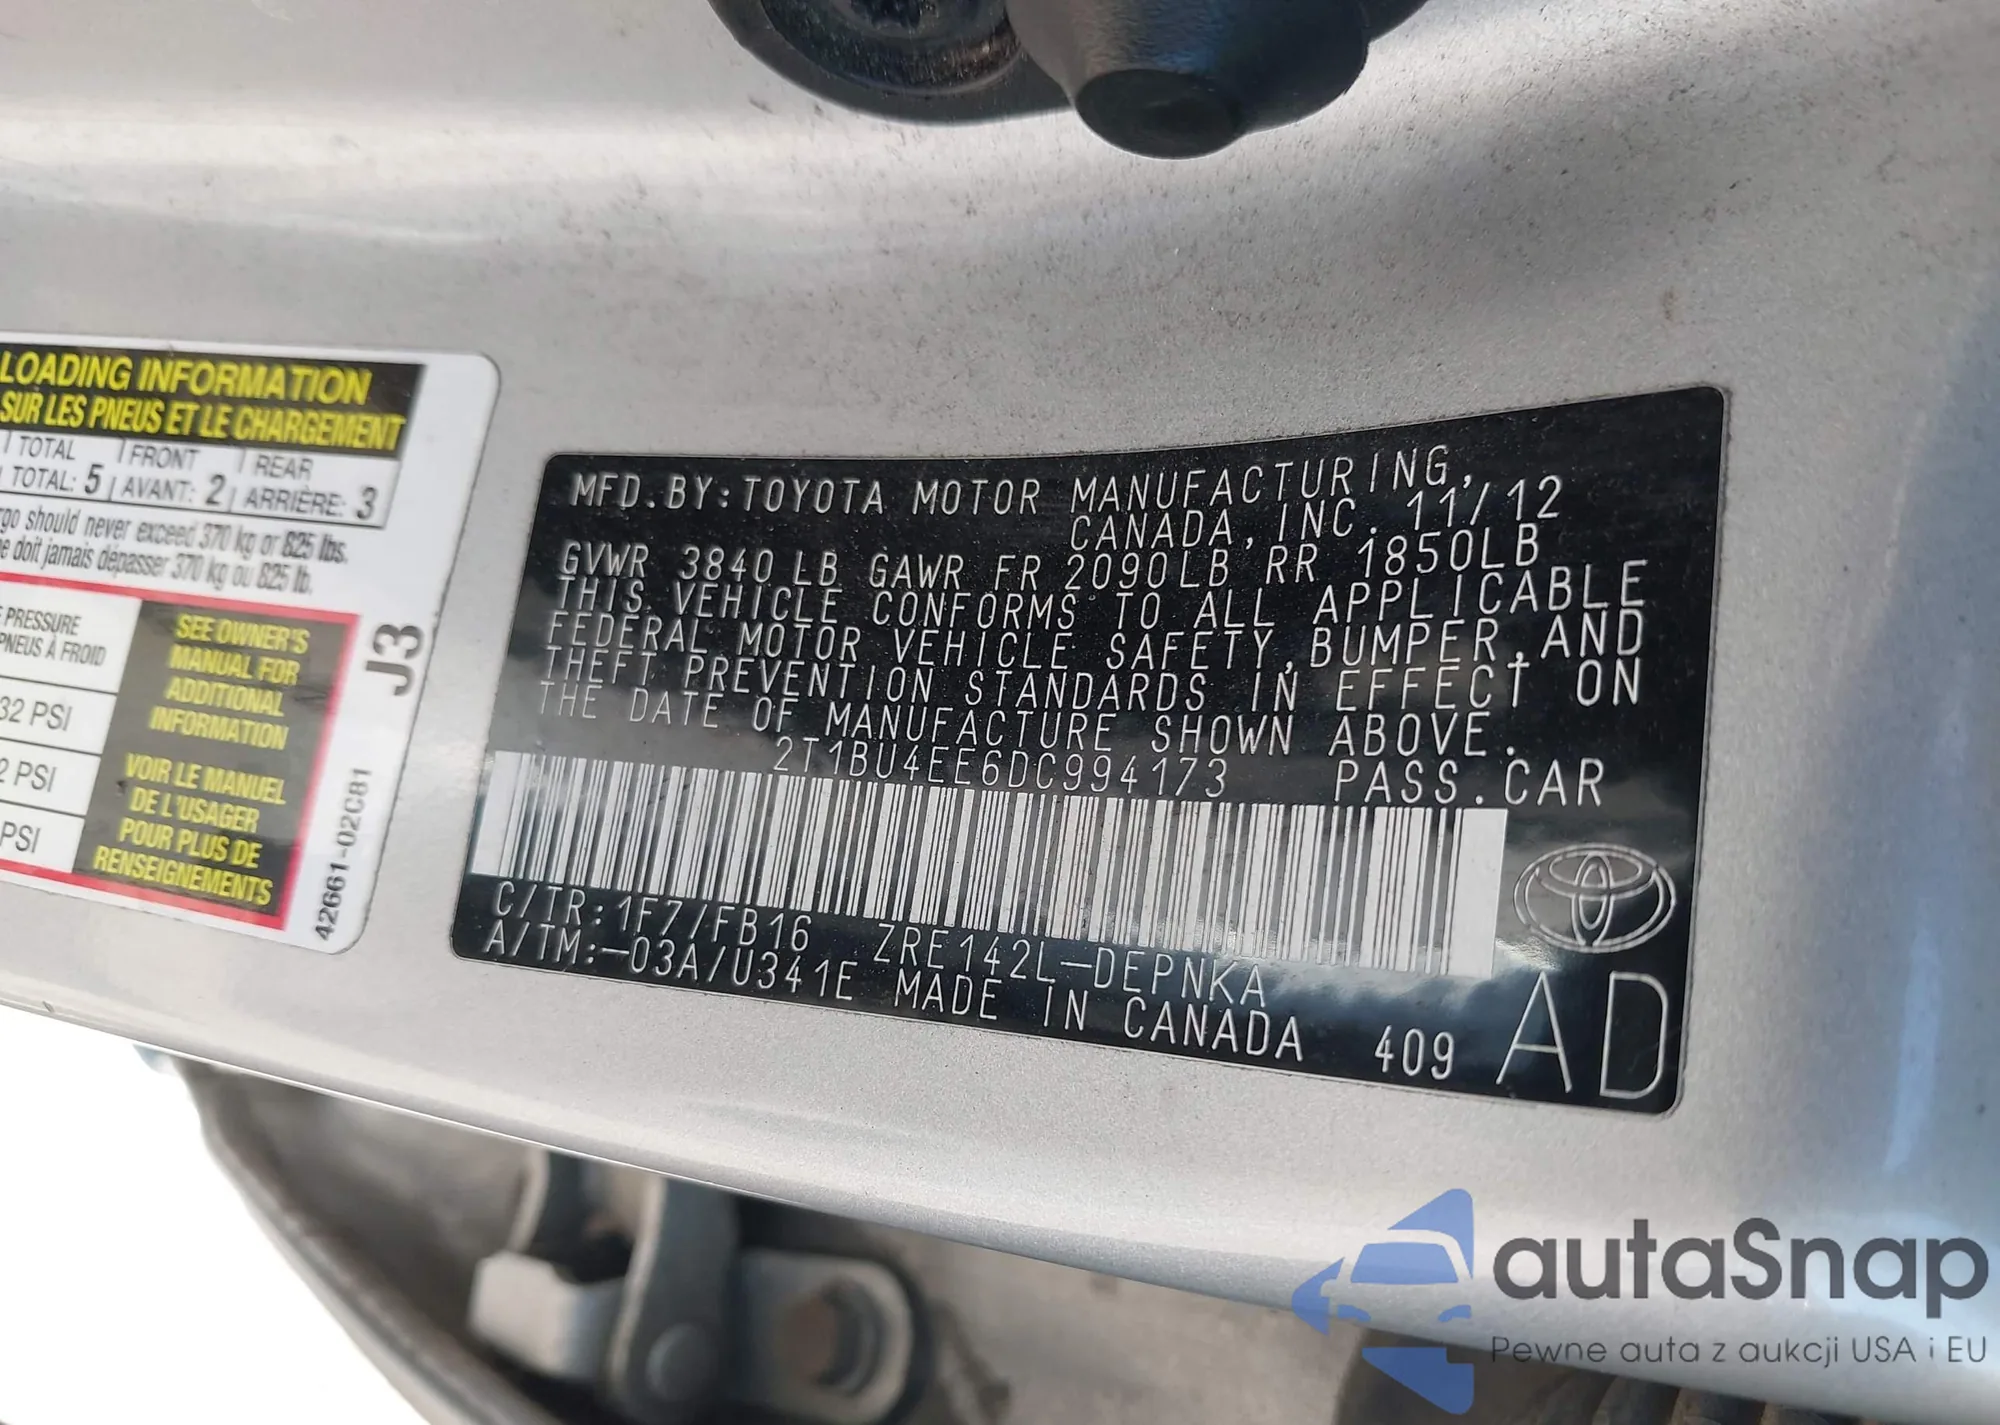 LOADING INFORMATION
SUR LES PNEUS ET LE CHARGEMENT
TOTAL FRONT REAR
TOTAL: 5 AVANT: 2 ARRIÈRE: 3
should never exceed 370 kg or 825 lbs.
doit jamais dépasser 370 kg ou 825 lb.
PRESSURE
PNEUS À FROID
32 PSI
PSI
PSI
SEE OWNER'S
MANUAL FOR
ADDITIONAL
INFORMATION
VOIR LE MANUEL
DE L'USAGER
POUR PLUS DE
RENSEIGNEMENTS
J3
42661-02C81
MFD.BY:TOYOTA MOTOR MANUFACTURING,
CANADA,INC. 11/12
GVWR 3840 LB GAWR FR 2090LB RR 1850LB
THIS VEHICLE CONFORMS TO ALL APPLICABLE
FEDERAL MOTOR VEHICLE SAFETY,BUMPER,AND
THEFT PREVENTION STANDARDS IN EFFECT ON
THE DATE OF MANUFACTURE SHOWN ABOVE.
2T1BU4EE6DC994173 PASS.CAR
C/TR:1F7/FB16 ZRE142L-DEPNKA
A/TM:-03A/U341E MADE IN CANADA 409
AD
autaSnap
Pewne auta z aukcji USA i EU